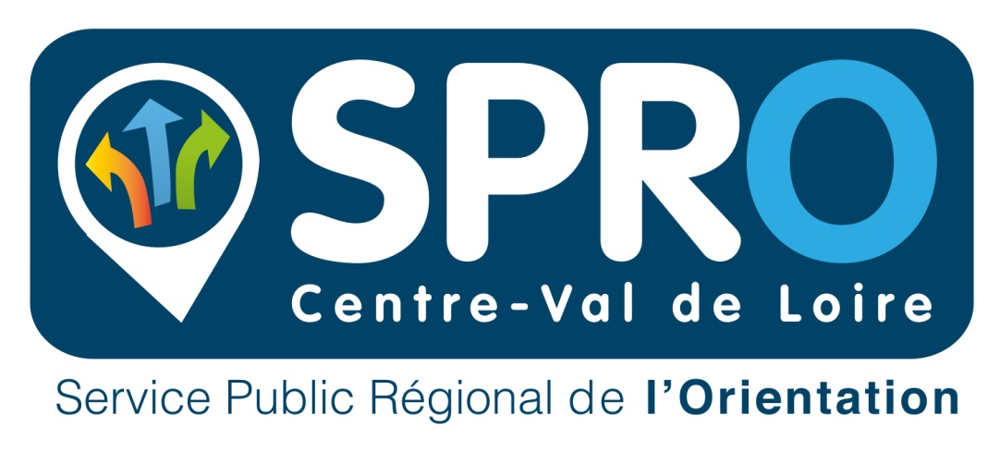 SPRO
Centre-Val de Loire
Service Public Régional de l'Orientation